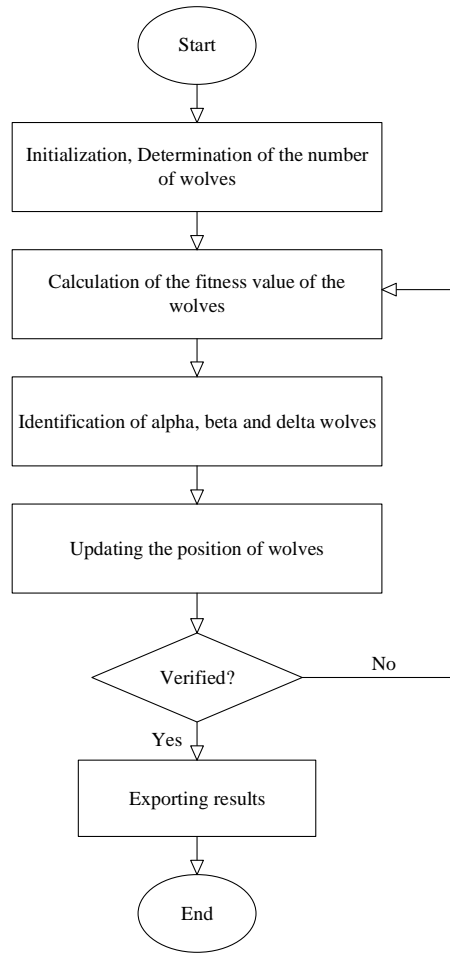 Start
Initialization, Determination of the number
of wolves
Calculation of the fitness value of the
wolves
Identification of alpha, beta and delta wolves
Updating the position of wolves
Verified?
No
Yes
Exporting results
End